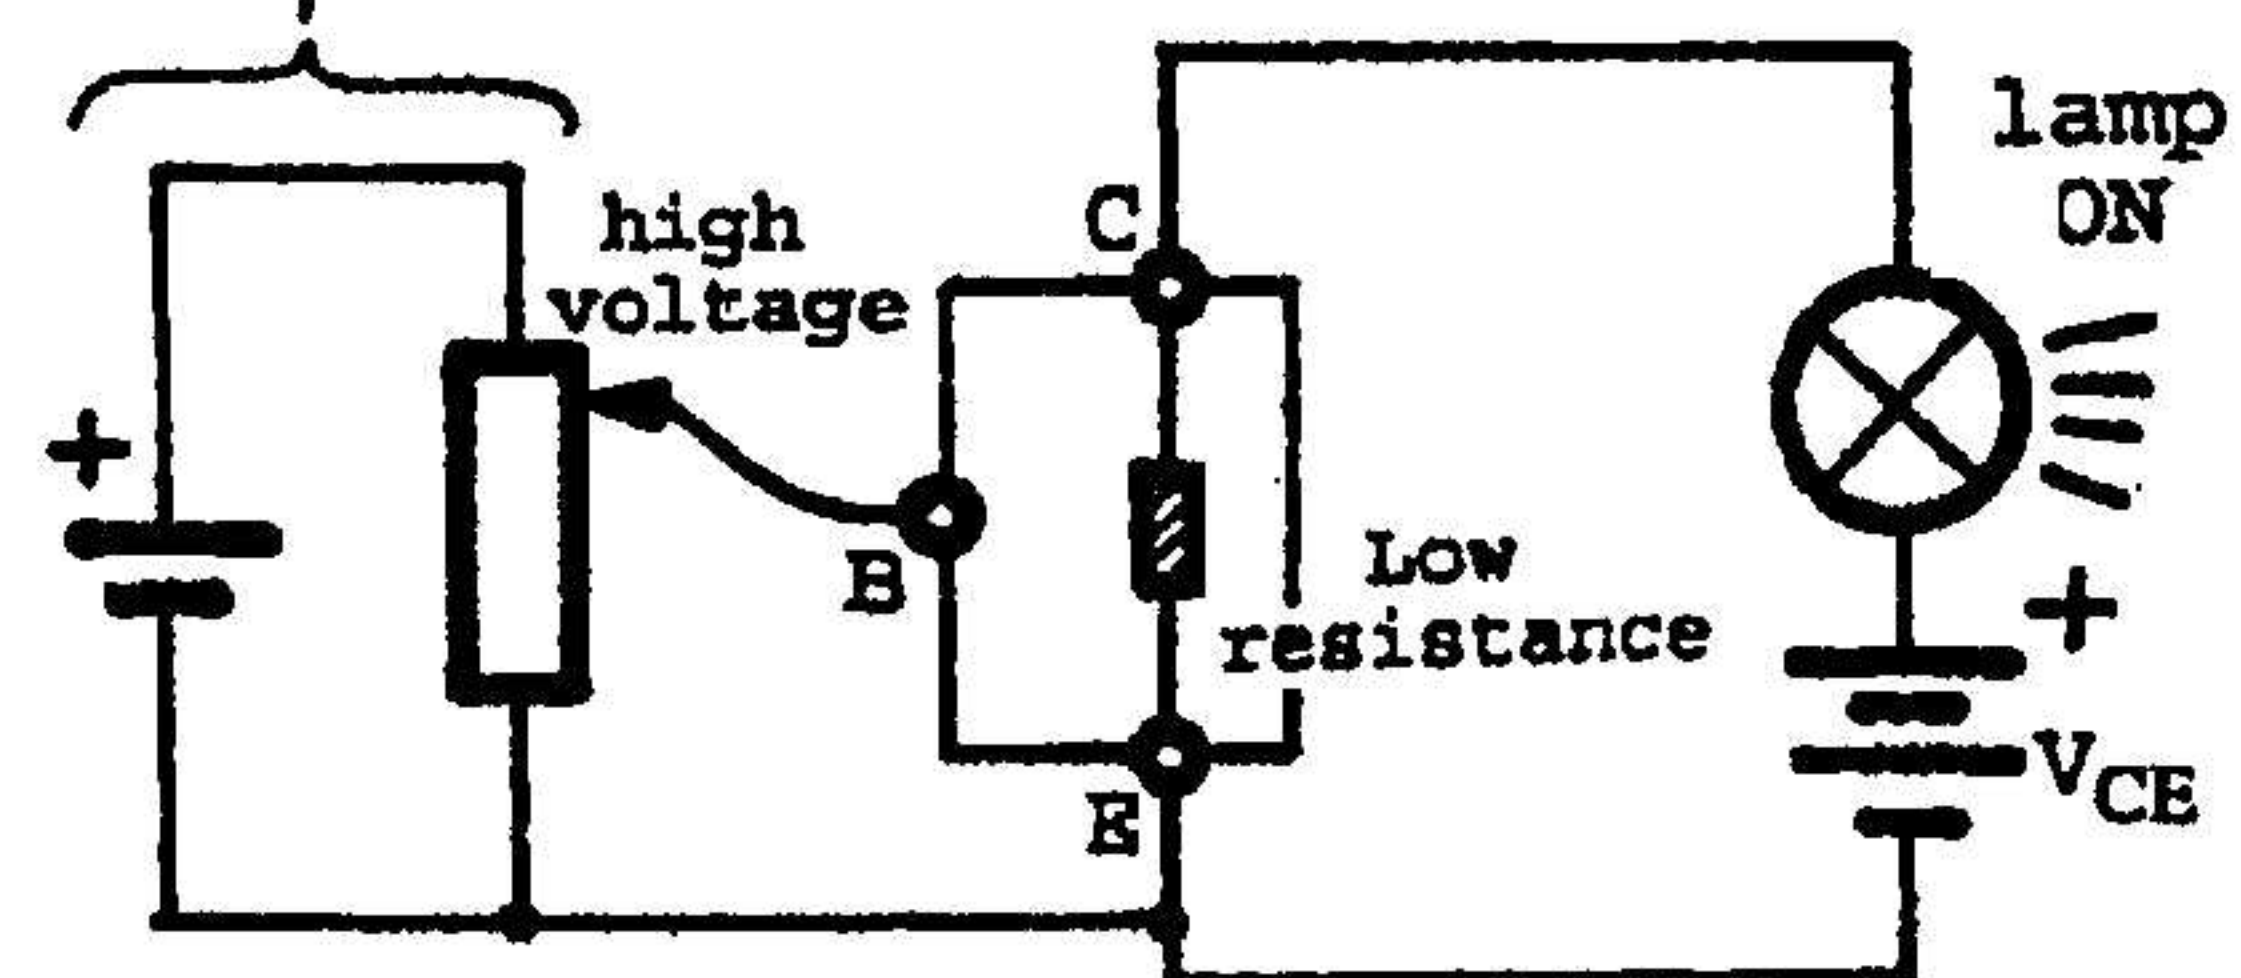 high
voltage
+
B
C
E
Low
resistance
lamp
ON
+
VCE